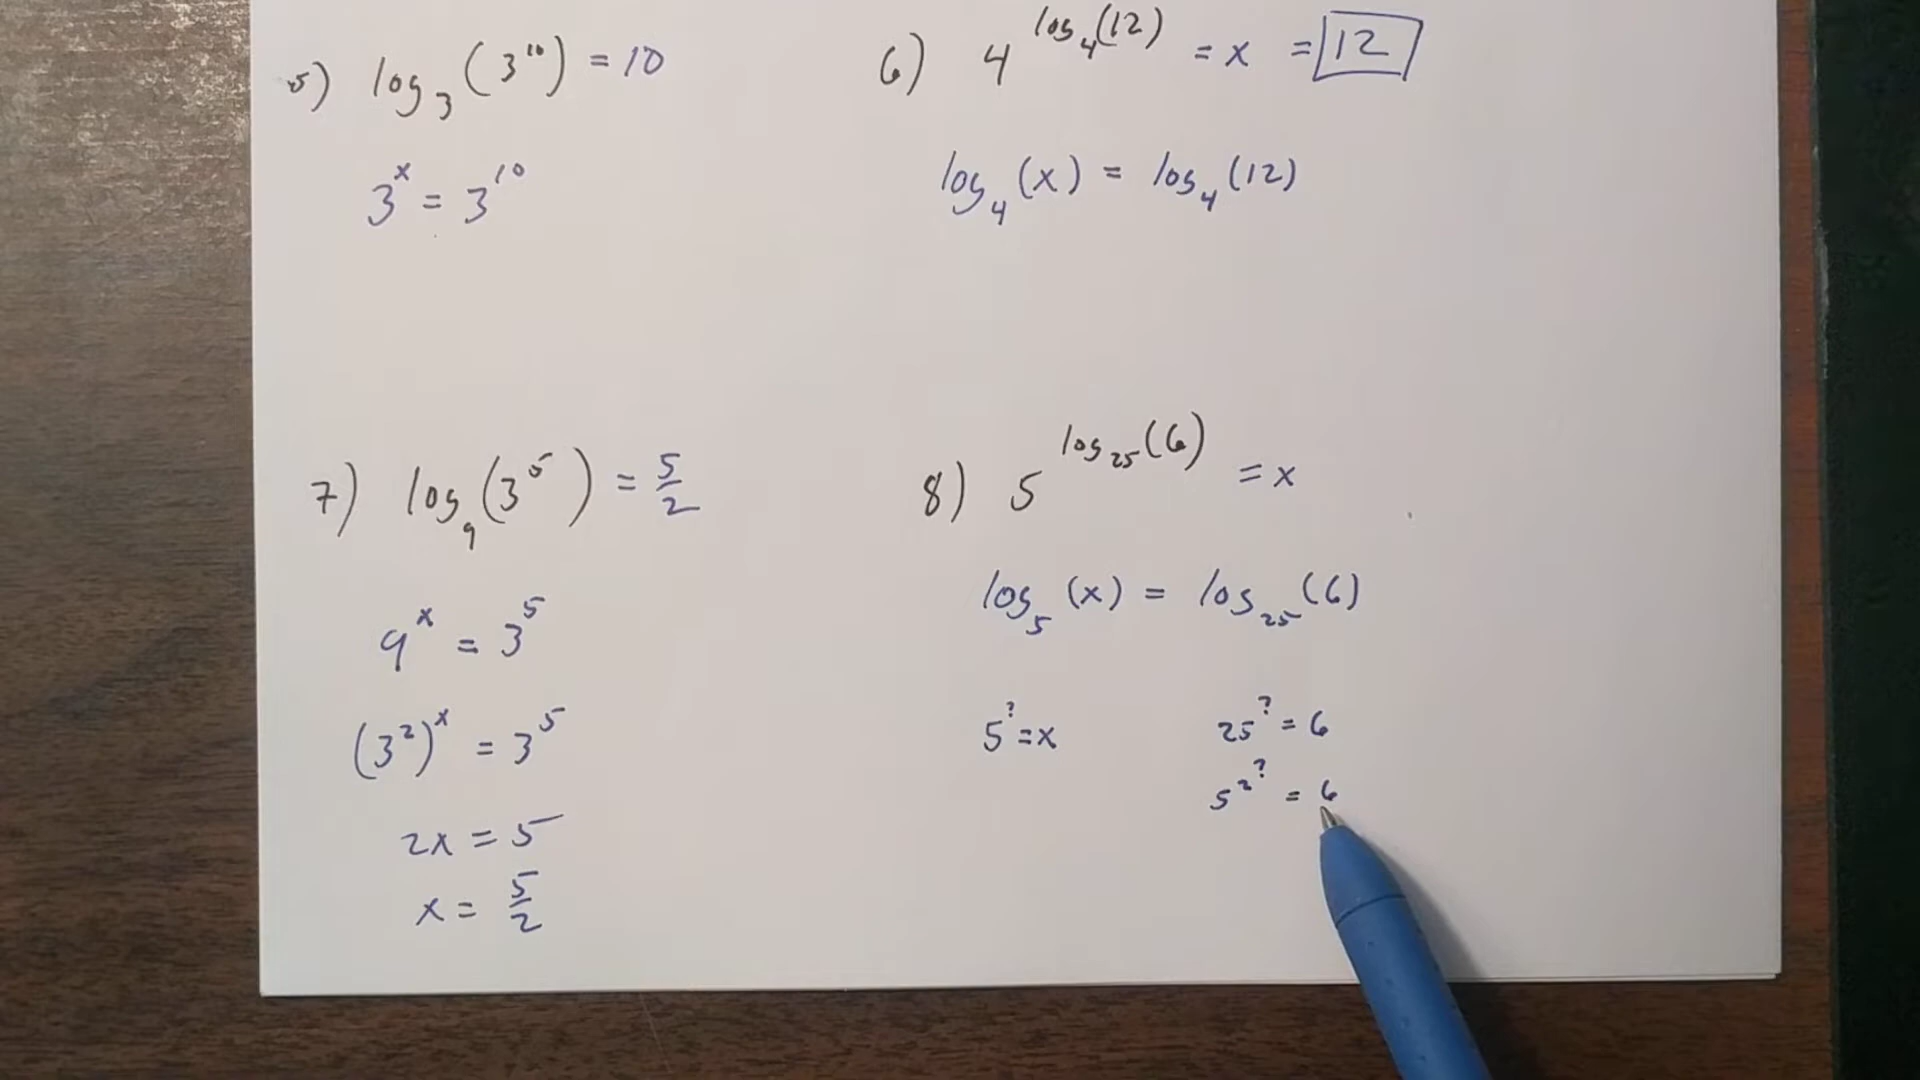 5) log₃(3¹⁰) = 10
3ˣ = 3¹⁰
6) 4^log₄(12) = x = 12
log₄(x) = log₄(12)
7) log₉(3⁵) = 5/2
9ˣ = 3⁵
(3²)ˣ = 3⁵
2x = 5
x = 5/2
8) 5^log₂₅(6) = x
log₅(x) = log₂₅(6)
5^? = x
25^? = 6
5^2^? = 6